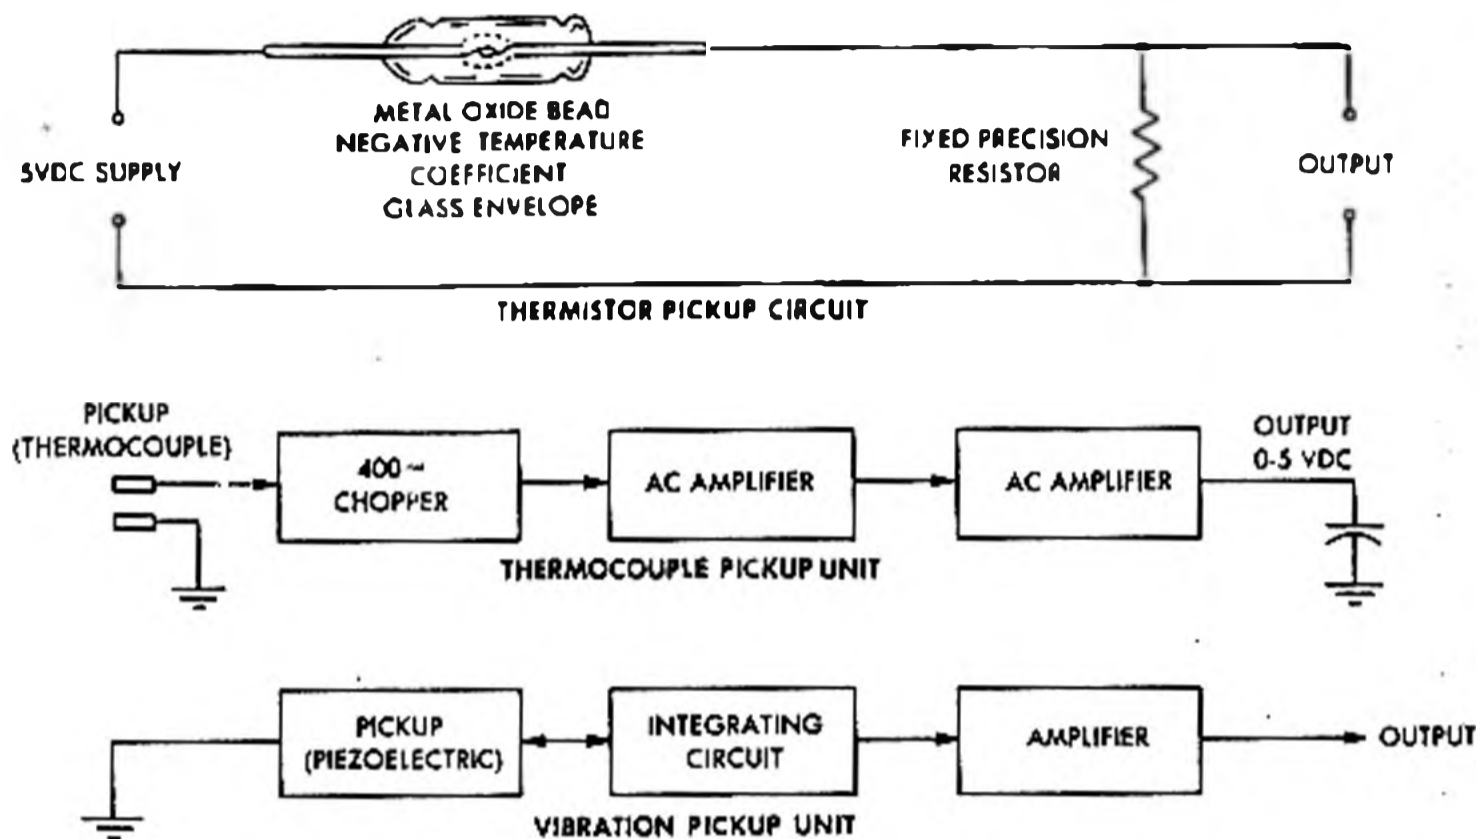 METAL OXIDE BEAD
NEGATIVE TEMPERATURE
COEFFICIENT
GLASS ENVELOPE
5VDC SUPPLY
FIXED PRECISION
RESISTOR
OUTPUT
THERMISTOR PICKUP CIRCUIT
PICKUP
(THERMOCOUPLE)
400~
CHOPPER
AC AMPLIFIER
AC AMPLIFIER
OUTPUT
0-5 VDC
THERMOCOUPLE PICKUP UNIT
PICKUP
(PIEZOELECTRIC)
INTEGRATING
CIRCUIT
AMPLIFIER
OUTPUT
VIBRATION PICKUP UNIT